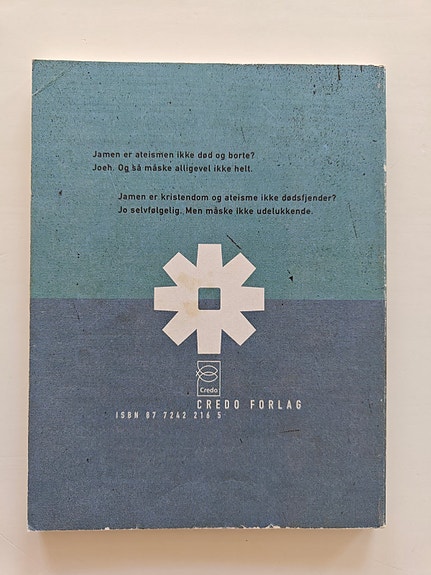 Jamen er ateismen ikke død og borte?
Joeh. Og så måske alligevel ikke helt.
Jamen er kristendom og ateisme ikke dødsfjender?
Jo selvfølgelig. Men måske ikke udelukkende.
Credo
CREDO FORLAG
ISBN 87 7242 216 5